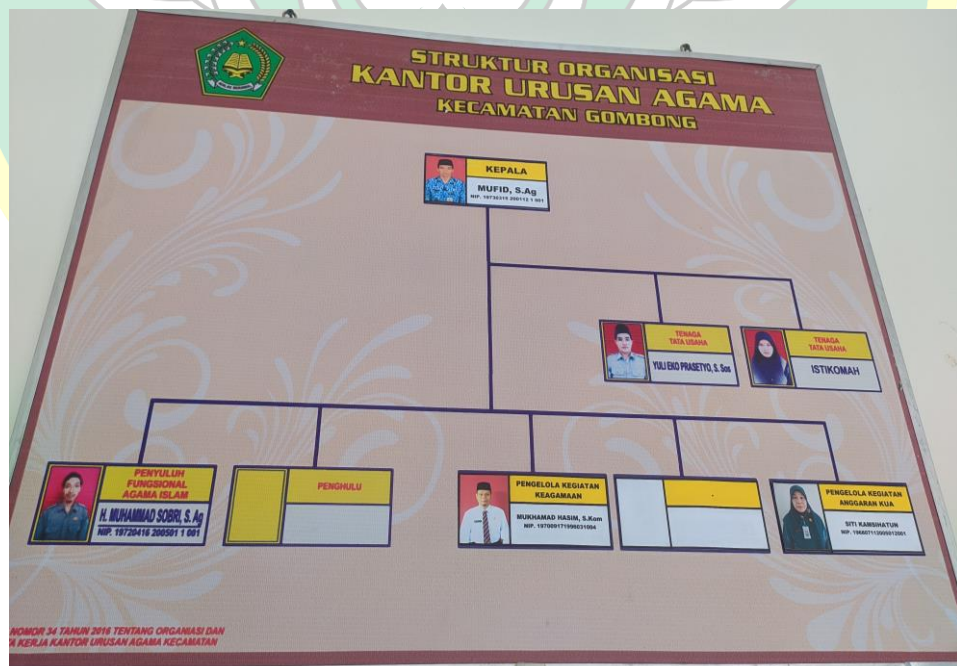 STRUKTUR ORGANISASI
KANTOR URUSAN AGAMA
KECAMATAN GOMBONG
KEPALA
MUFID, S.Ag
TENAGA
TATA USAHA
YULI EKO PRASETYO, S. Sos
TENAGA
TATA USAHA
ISTIKOMAH
PENYULUH
FUNGSIONAL
AGAMA ISLAM
H. MUHAMMAD SOBRI, S. Ag
NIP. 19720416 200501 1 001
PENGHULU
PENGELOLA KEGIATAN
KEAGAMAAN
MUKHAMAD HASIM, S.Kom
NIP. 197009171996031004
PENGELOLA KEGIATAN
ANGGARAN KUA
SITI KAMSIHATUN
NOMOR 34 TAHUN 2016 TENTANG ORGANIASI DAN
KERJA KANTOR URUSAN AGAMA KECAMATAN